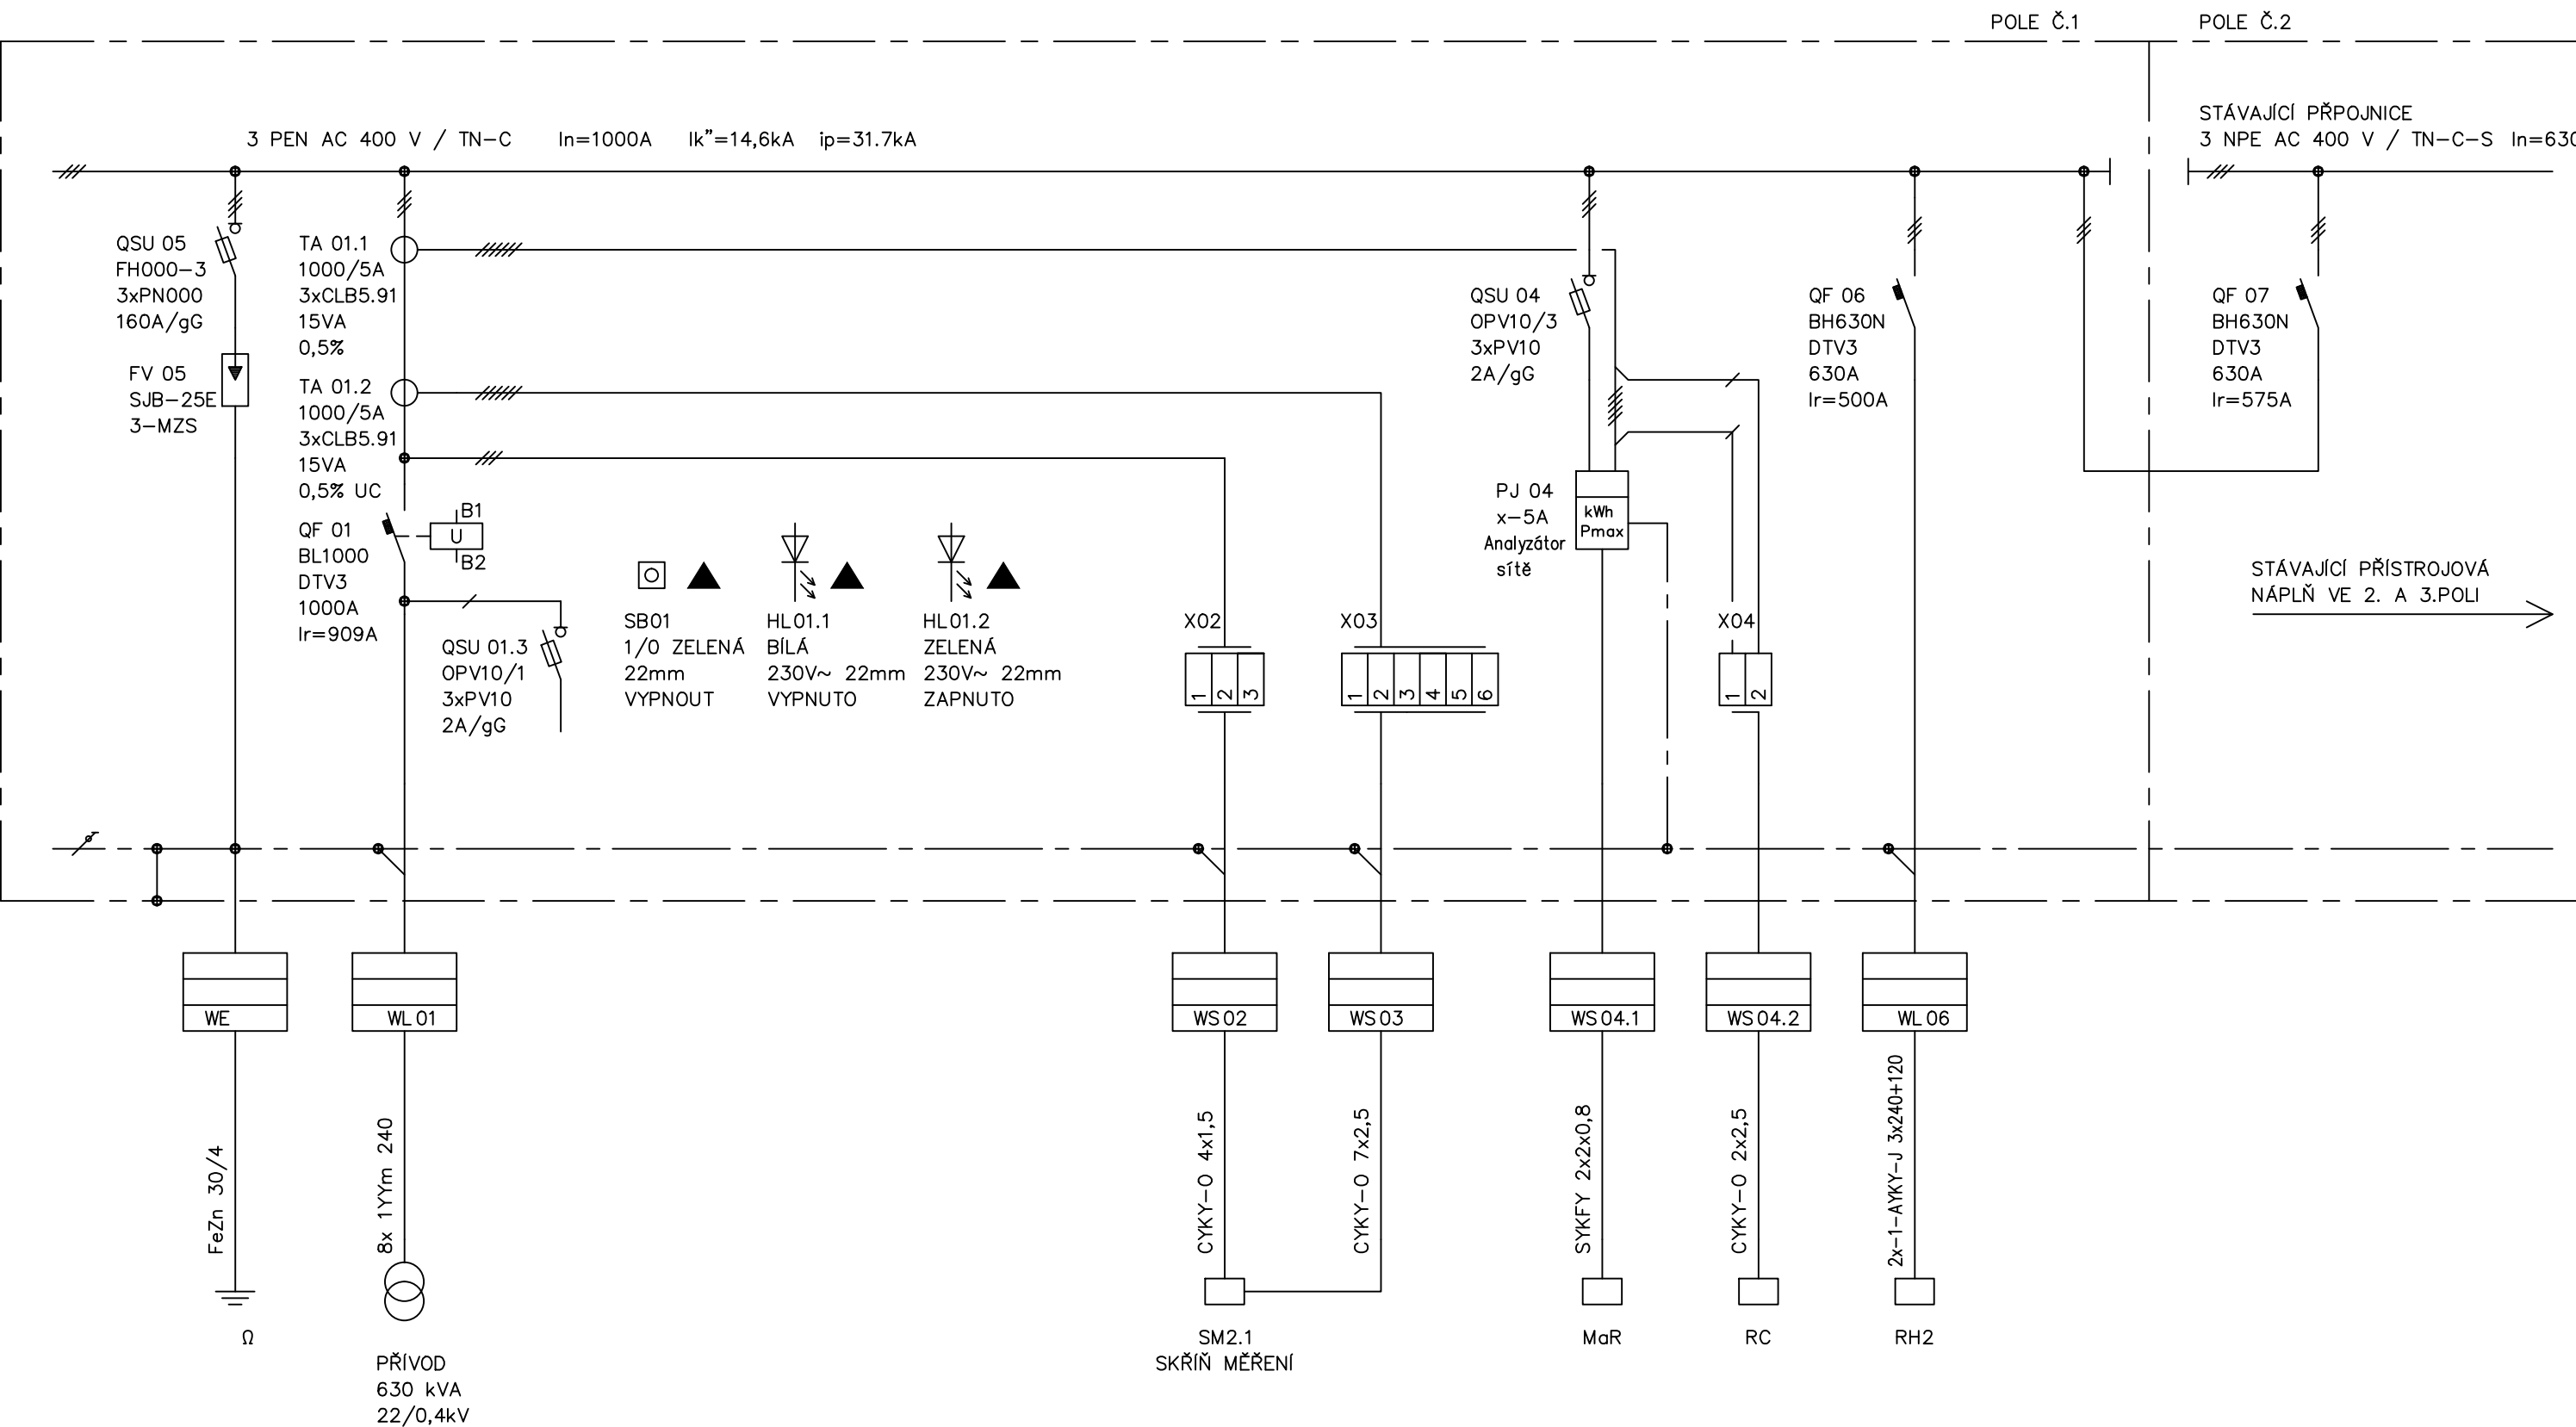 POLE Č.1
POLE Č.2
3 PEN AC 400 V / TN-C In=1000A Ik"=14,6kA ip=31.7kA
STÁVAJÍCÍ PŘPOJNICE
3 NPE AC 400 V / TN-C-S In=630
QSU 05
FH000-3
3xPN000
160A/gG
FV 05
SJB-25E
3-MZS
TA 01.1
1000/5A
3xCLB5.91
15VA
0,5%
TA 01.2
1000/5A
3xCLB5.91
15VA
0,5% UC
QF 01
BL1000
DTV3
1000A
Ir=909A
B1
U
B2
QSU 01.3
OPV10/1
3xPV10
2A/gG
SB01
1/0 ZELENÁ
22mm
VYPNOUT
HL01.1
BÍLÁ
230V~ 22mm
VYPNUTO
HL01.2
ZELENÁ
230V~ 22mm
ZAPNUTO
X02
1 2 3
X03
1 2 3 4 5 6
QSU 04
OPV10/3
3xPV10
2A/gG
PJ 04
x-5A
Analyzátor
sítě
kWh
Pmax
X04
1 2
QF 06
BH630N
DTV3
630A
Ir=500A
QF 07
BH630N
DTV3
630A
Ir=575A
STÁVAJÍCÍ PŘÍSTROJOVÁ
NÁPLŇ VE 2. A 3.POLI
WE
WL 01
WS 02
WS 03
WS 04.1
WS 04.2
WL 06
FeZn 30/4
8x 1YYm 240
CYKY-O 4x1,5
CYKY-O 7x2,5
SYKFY 2x2x0,8
CYKY-O 2x2,5
2x-1-AYKY-J 3x240+120
Ω
PŘÍVOD
630 kVA
22/0,4kV
SM2.1
SKŘÍŇ MĚŘENÍ
MaR
RC
RH2